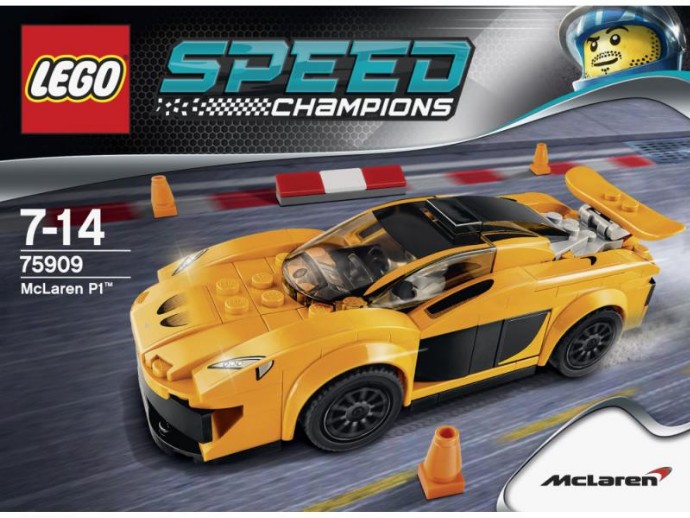 LEGO
SPEED
CHAMPIONS
7-14
75909
McLaren P1™
McLaren